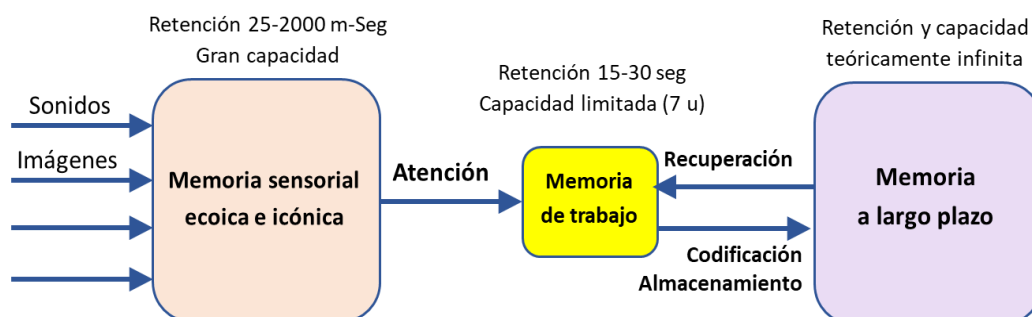 Retención 25-2000 m-Seg
Gran capacidad
Sonidos
Imágenes
Memoria sensorial
ecoica e icónica
Atención
Retención 15-30 seg
Capacidad limitada (7 u)
Memoria
de trabajo
Recuperación
Codificación
Almacenamiento
Retención y capacidad
teóricamente infinita
Memoria
a largo plazo